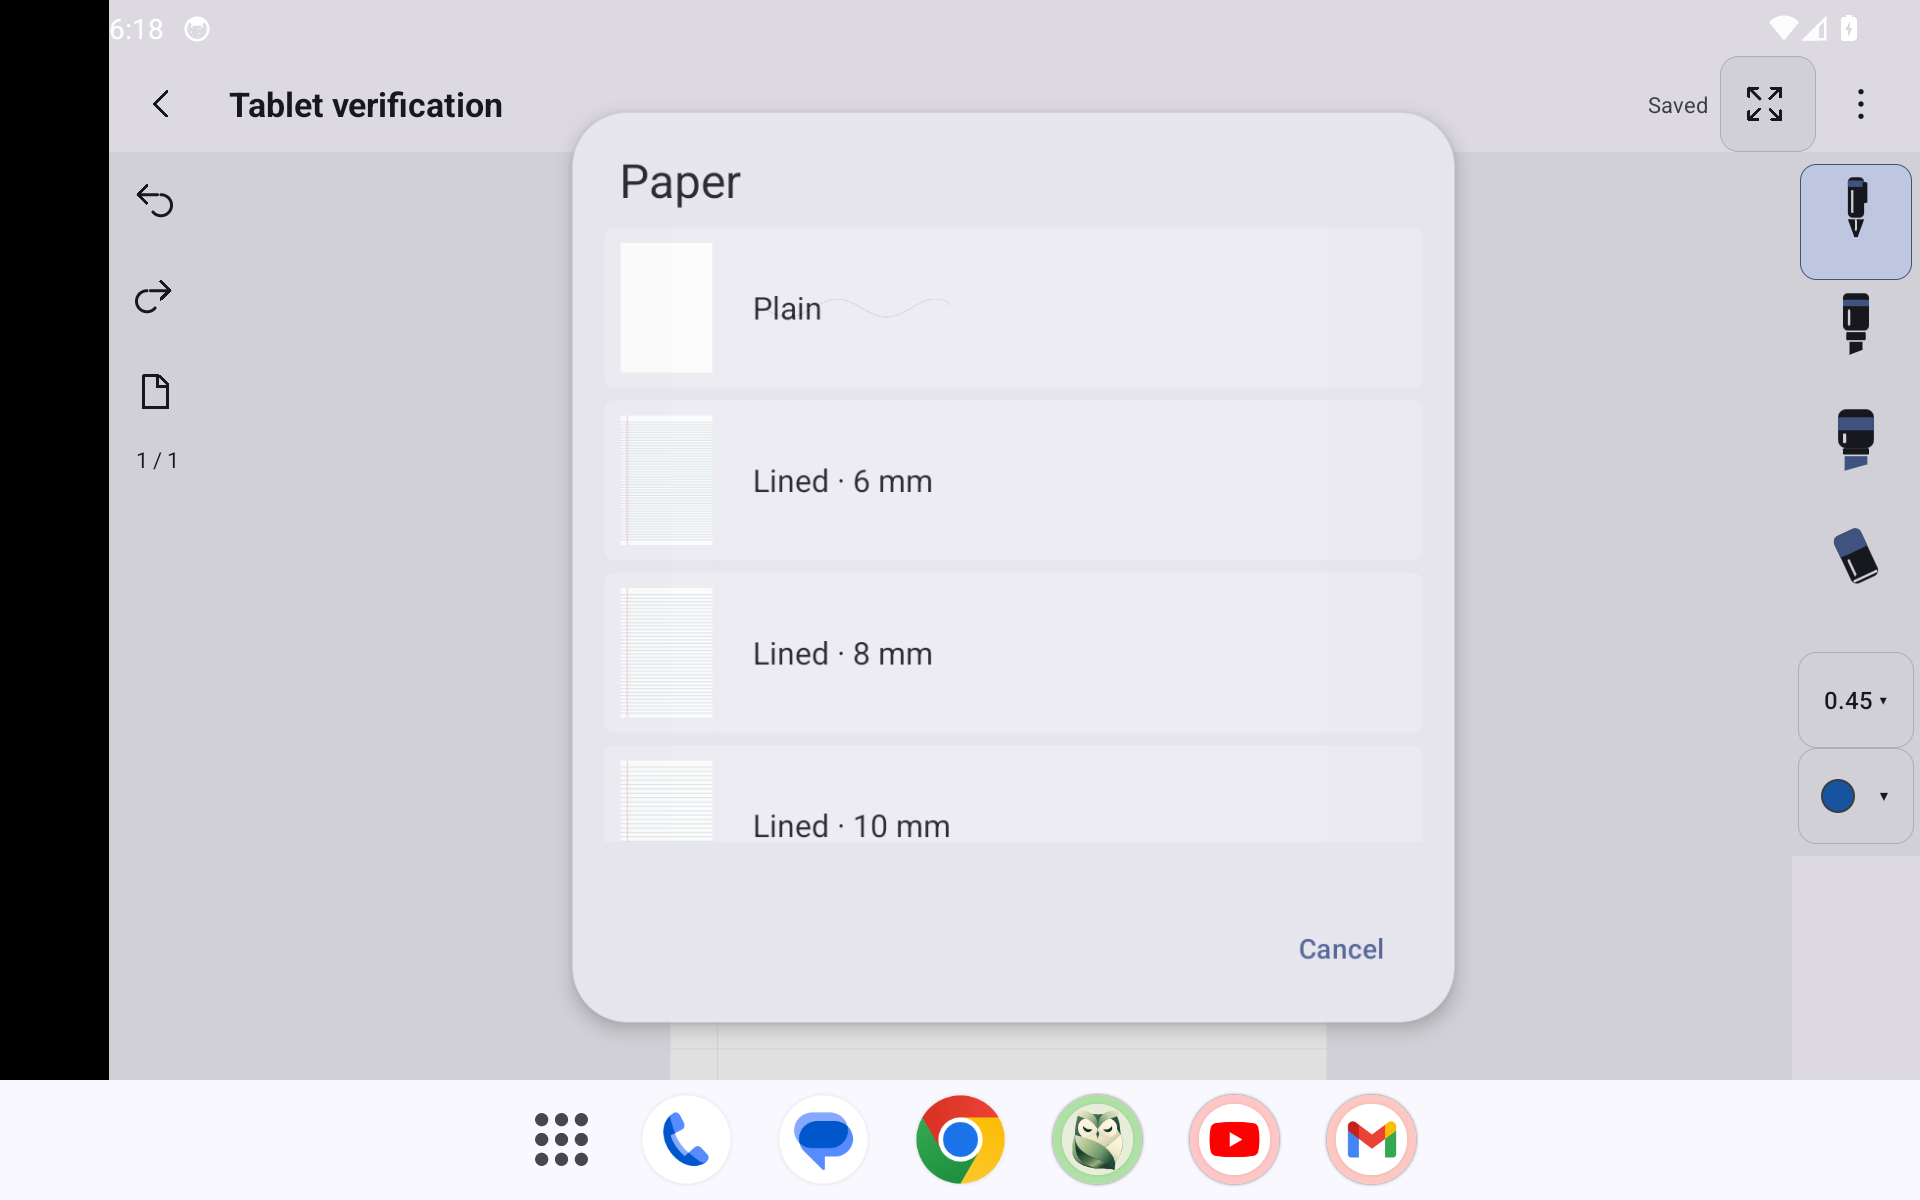 6:18
Tablet verification
Saved
Paper
Plain
Lined · 6 mm
Lined · 8 mm
Lined · 10 mm
Cancel
1 / 1
0.45